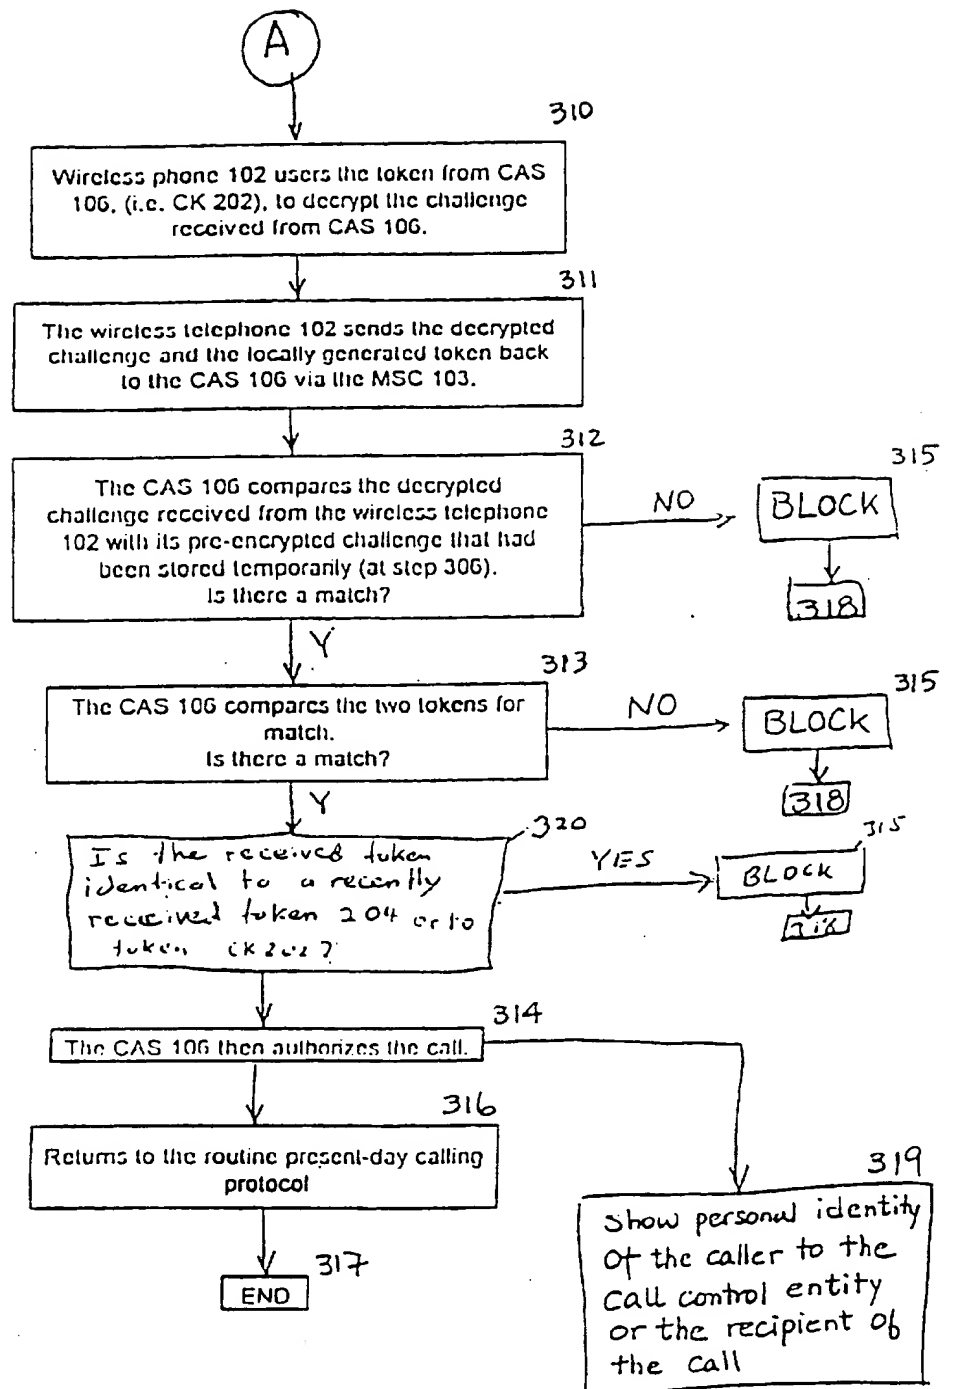 A
310
Wireless phone 102 users the token from CAS
106, (i.e. CK 202), to decrypt the challenge
received from CAS 106.
311
The wireless telephone 102 sends the decrypted
challenge and the locally generated token back
to the CAS 106 via the MSC 103.
312
The CAS 106 compares the decrypted
challenge received from the wireless telephone
102 with its pre-encrypted challenge that had
been stored temporarily (at step 306).
Is there a match?
NO
315
BLOCK
318
Y
313
The CAS 106 compares the two tokens for
match.
Is there a match?
NO
315
BLOCK
318
Y
320
Is the received token
identical to a recently
received token 204 or to
token CK 202?
YES
315
BLOCK
314
The CAS 106 then authorizes the call.
316
Returns to the routine present-day calling
protocol
317
END
319
Show personal identity
Of the caller to the
Call control entity
or the recipient of
the call